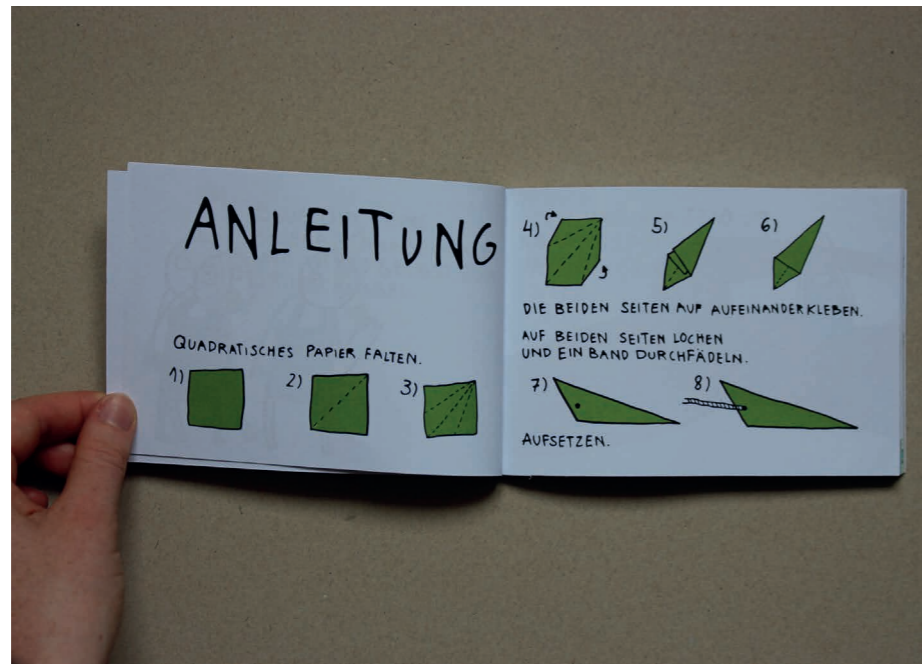 ANLEITUNG
QUADRATISCHES PAPIER FALTEN.
1) 2) 3)
4) 5) 6)
DIE BEIDEN SEITEN AUF AUFEINANDERKLEBEN.
AUF BEIDEN SEITEN LOCHEN
UND EIN BAND DURCHFÄDELN.
7) 8)
AUFSETZEN.